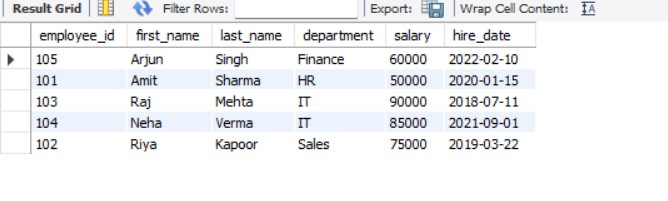 Result Grid Filter Rows: Export: Wrap Cell Content: IA
employee_id first_name last_name department salary hire_date
105 Arjun Singh Finance 60000 2022-02-10
101 Amit Sharma HR 50000 2020-01-15
103 Raj Mehta IT 90000 2018-07-11
104 Neha Verma IT 85000 2021-09-01
102 Riya Kapoor Sales 75000 2019-03-22